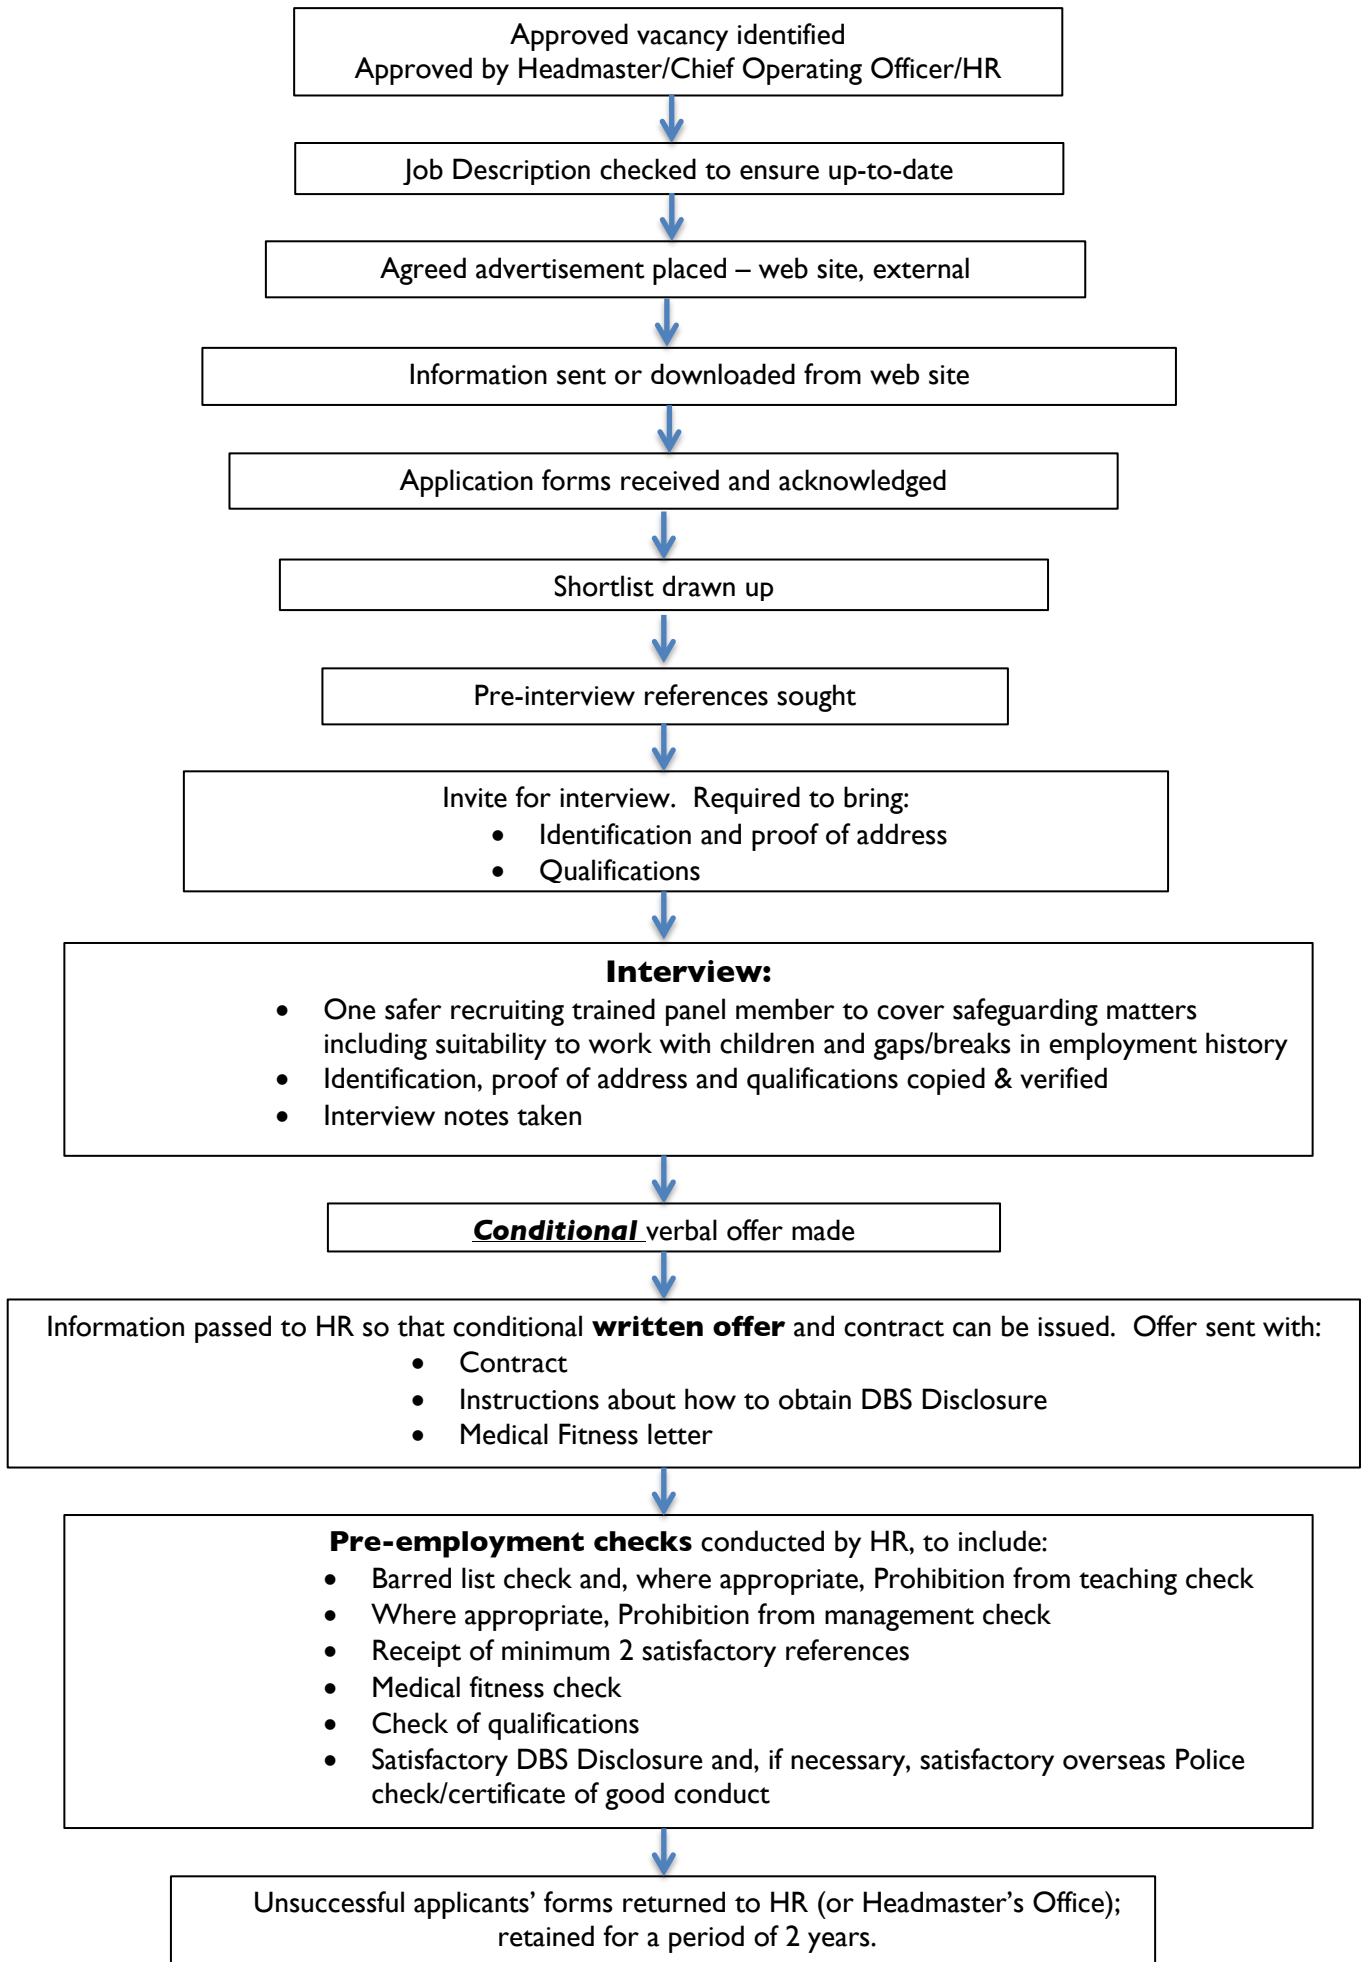 Approved vacancy identified
Approved by Headmaster/Chief Operating Officer/HR
Job Description checked to ensure up-to-date
Agreed advertisement placed – web site, external
Information sent or downloaded from web site
Application forms received and acknowledged
Shortlist drawn up
Pre-interview references sought
Invite for interview.  Required to bring:
• Identification and proof of address
• Qualifications
Interview:
• One safer recruiting trained panel member to cover safeguarding matters
including suitability to work with children and gaps/breaks in employment history
• Identification, proof of address and qualifications copied & verified
• Interview notes taken
Conditional verbal offer made
Information passed to HR so that conditional written offer and contract can be issued.  Offer sent with:
• Contract
• Instructions about how to obtain DBS Disclosure
• Medical Fitness letter
Pre-employment checks conducted by HR, to include:
• Barred list check and, where appropriate, Prohibition from teaching check
• Where appropriate, Prohibition from management check
• Receipt of minimum 2 satisfactory references
• Medical fitness check
• Check of qualifications
• Satisfactory DBS Disclosure and, if necessary, satisfactory overseas Police
check/certificate of good conduct
Unsuccessful applicants’ forms returned to HR (or Headmaster’s Office);
retained for a period of 2 years.